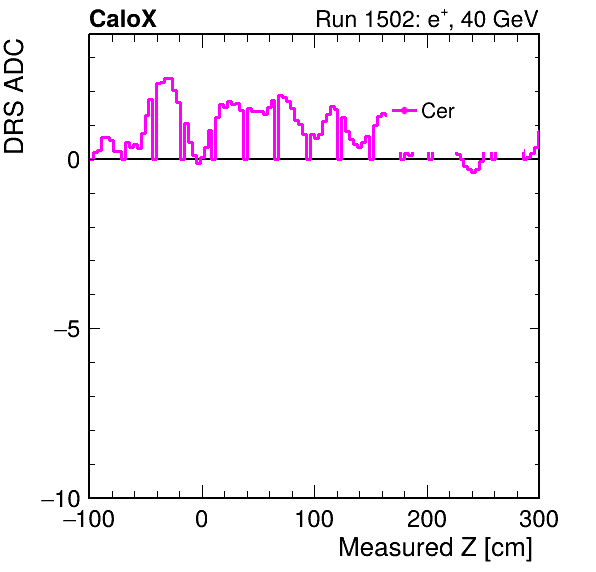 CaloX Run 1502: e⁺, 40 GeV
DRS ADC
Cer
0
−5
−10
−100 0 100 200 300
Measured Z [cm]